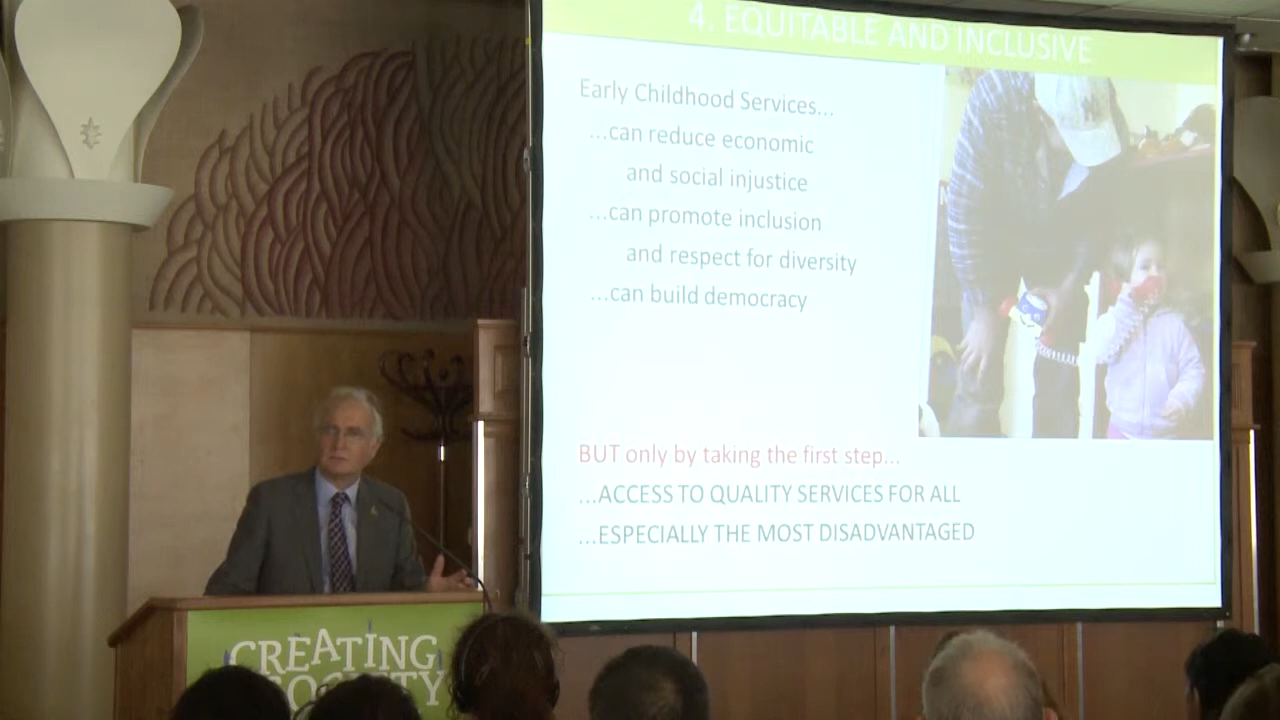 4. EQUITABLE AND INCLUSIVE
Early Childhood Services...
...can reduce economic
and social injustice
...can promote inclusion
and respect for diversity
...can build democracy
BUT only by taking the first step...
...ACCESS TO QUALITY SERVICES FOR ALL
...ESPECIALLY THE MOST DISADVANTAGED
CREATING
SOCIETY